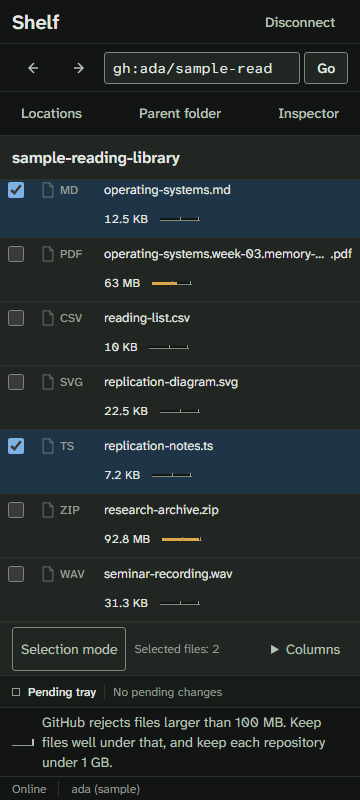 Shelf
Disconnect
gh:ada/sample-read
Go
Locations
Parent folder
Inspector
sample-reading-library
MD
operating-systems.md
12.5 KB
PDF
operating-systems.week-03.memory-… .pdf
63 MB
CSV
reading-list.csv
10 KB
SVG
replication-diagram.svg
22.5 KB
TS
replication-notes.ts
7.2 KB
ZIP
research-archive.zip
92.8 MB
WAV
seminar-recording.wav
31.3 KB
Selection mode
Selected files: 2
Columns
Pending tray
No pending changes
GitHub rejects files larger than 100 MB. Keep
files well under that, and keep each repository
under 1 GB.
Online
ada (sample)